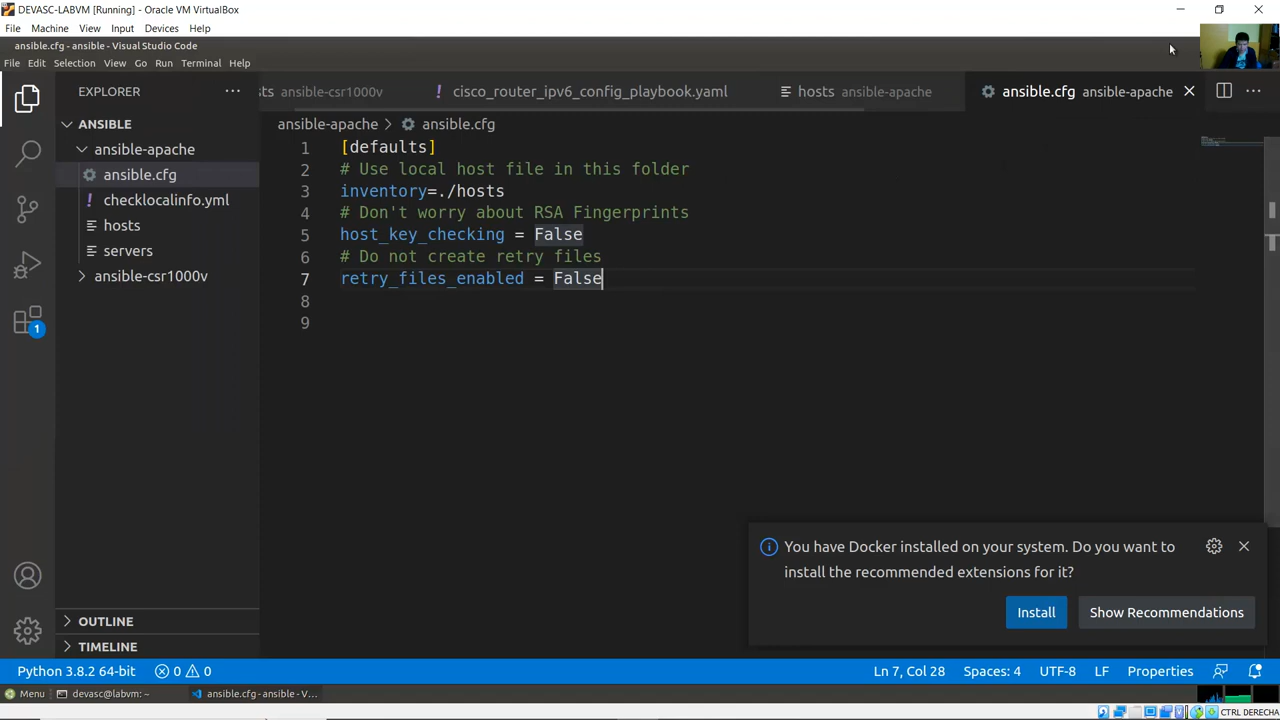 DEVASC-LABVM [Running] - Oracle VM VirtualBox
File Machine View Input Devices Help
ansible.cfg - ansible - Visual Studio Code
File Edit Selection View Go Run Terminal Help
EXPLORER
sts ansible-csr1000v
! cisco_router_ipv6_config_playbook.yaml
hosts ansible-apache
ansible.cfg ansible-apache
ANSIBLE
ansible-apache
ansible.cfg
! checklocalinfo.yml
hosts
servers
ansible-csr1000v
OUTLINE
TIMELINE
1
ansible-apache > ansible.cfg
1 [defaults]
2 # Use local host file in this folder
3 inventory=./hosts
4 # Don't worry about RSA Fingerprints
5 host_key_checking = False
6 # Do not create retry files
7 retry_files_enabled = False
8
9
You have Docker installed on your system. Do you want to
install the recommended extensions for it?
Install Show Recommendations
Python 3.8.2 64-bit 0 0 Ln 7, Col 28 Spaces: 4 UTF-8 LF Properties
Menu devasc@labvm: ~ ansible.cfg - ansible - V...
CTRL DERECHA